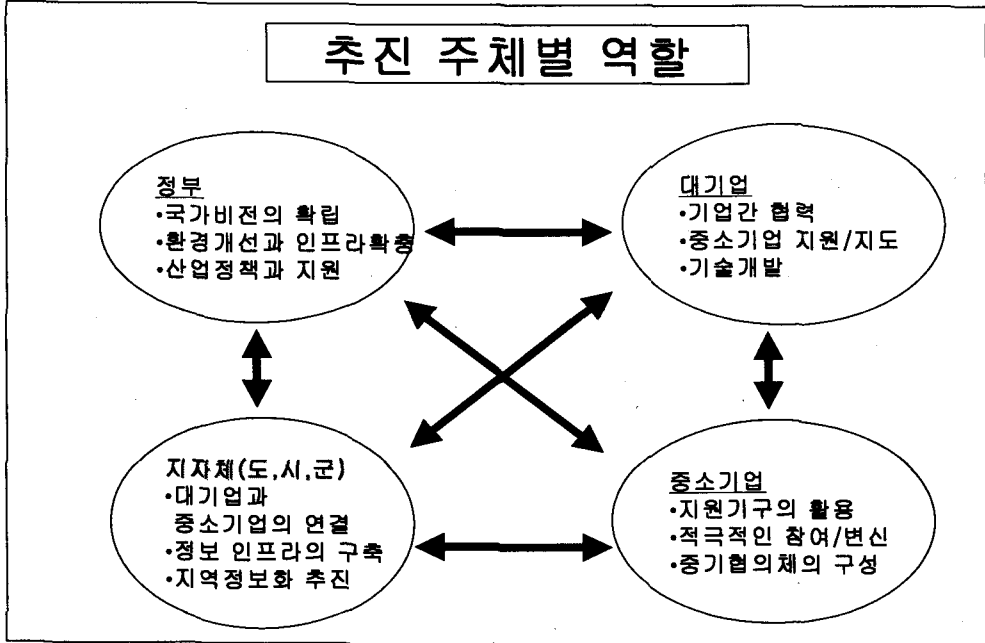 추진 주체별 역할
정부
•국가비전의 확립
•환경개선과 인프라확충
•산업정책과 지원
대기업
•기업간 협력
•중소기업 지원/지도
•기술개발
지자체(도,시,군)
•대기업과
중소기업의 연결
•정보 인프라의 구축
•지역정보화 추진
중소기업
•지원기구의 활용
•적극적인 참여/변신
•중기협의체의 구성